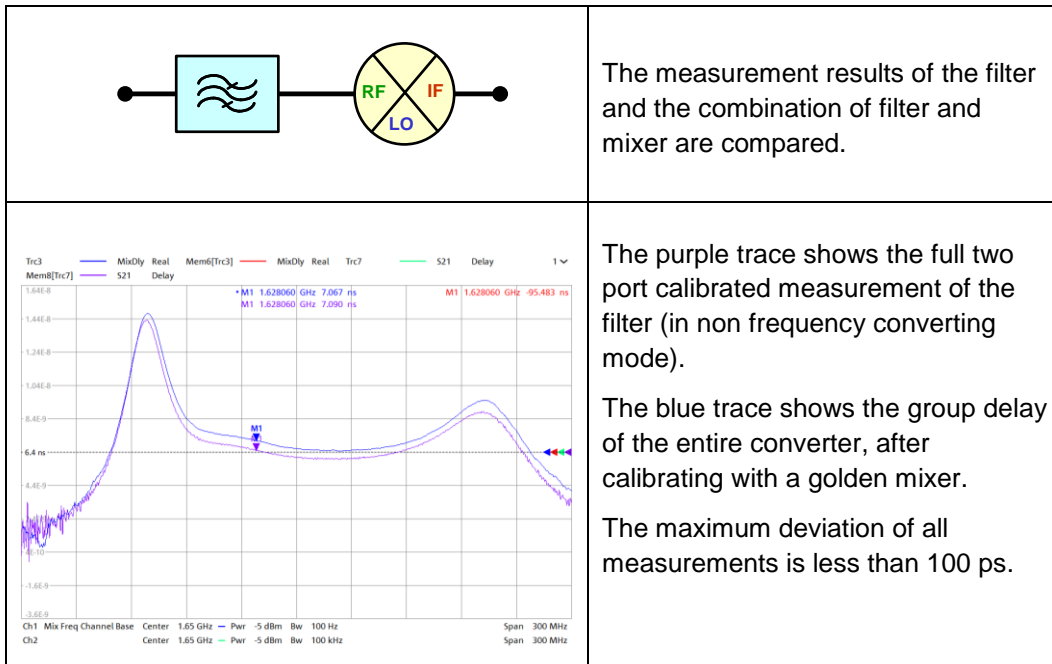 RF IF
LO
The measurement results of the filter
and the combination of filter and
mixer are compared.
Trc3 MixDly Real Mem6[Trc3] MixDly Real Trc7 S21 Delay 1
Mem8[Trc7] S21 Delay
1.64E-8
• M1 1.628060 GHz 7.067 ns M1 1.628060 GHz -95.483 ns
M1 1.628060 GHz 7.090 ns
1.44E-8
1.24E-8
1.04E-8
8.4E-9
M1
6.4 ns
4.4E-9
4E-10
-1.6E-9
-3.6E-9
Ch1 Mix Freq Channel Base Center 1.65 GHz Pwr -5 dBm Bw 100 Hz Span 300 MHz
Ch2 Center 1.65 GHz Pwr -5 dBm Bw 100 kHz Span 300 MHz
The purple trace shows the full two
port calibrated measurement of the
filter (in non frequency converting
mode).
The blue trace shows the group delay
of the entire converter, after
calibrating with a golden mixer.
The maximum deviation of all
measurements is less than 100 ps.